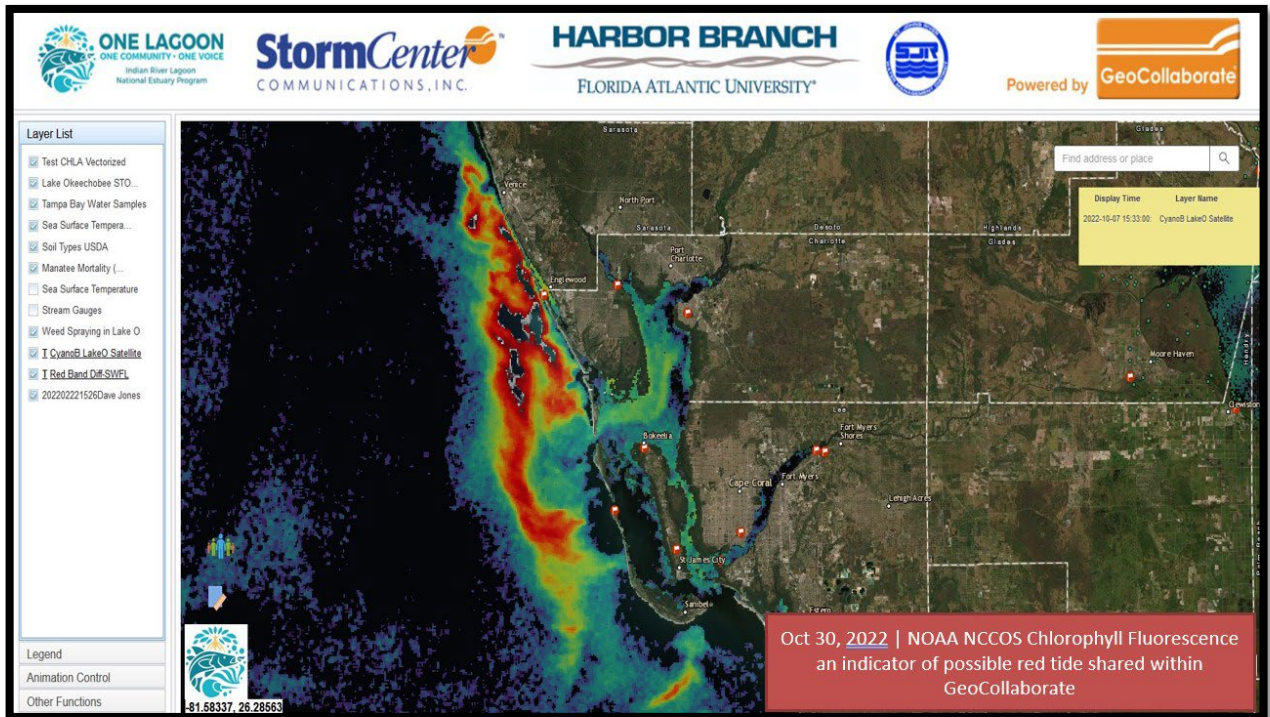 ONE LAGOON
ONE COMMUNITY • ONE VOICE
Indian River Lagoon
National Estuary Program
StormCenter™
COMMUNICATIONS, INC.
HARBOR BRANCH
FLORIDA ATLANTIC UNIVERSITY®
SJR
Powered by
GeoCollaborate®
Layer List
Test CHLA Vectorized
Lake Okeechobee STO...
Tampa Bay Water Samples
Sea Surface Tempera...
Soil Types USDA
Manatee Mortality (...
Sea Surface Temperature
Stream Gauges
Weed Spraying in Lake O
T CyanoB LakeO Satellite
T Red Band Diff-SWFL
202202221526Dave Jones
Legend
Animation Control
Other Functions
Sarasota
Glades
Find address or place
Display Time Layer Name
2022-10-07 15:33:00: CyanoB LakeO Satellite
Venice
North Port
Sarasota
Desoto
Charlotte
Highlands
Glades
Port
Charlotte
Englewood
Moore Haven
Hendry
Clewiston
Lee
Fort Myers
Shores
Bokeelia
Cape Coral
Fort Myers
Lehigh Acres
St James City
Sanibel
Estero
-81.58337, 26.28563
Oct 30, 2022 | NOAA NCCOS Chlorophyll Fluorescence
an indicator of possible red tide shared within
GeoCollaborate